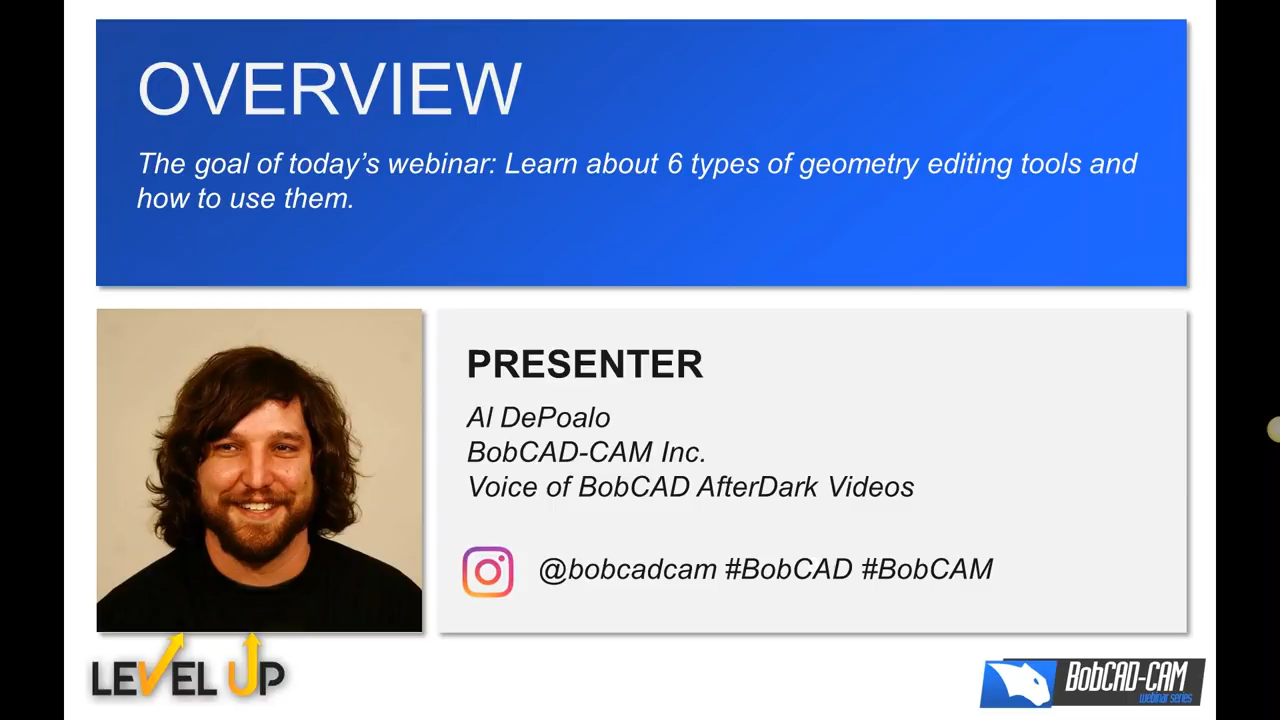 OVERVIEW
The goal of today’s webinar: Learn about 6 types of geometry editing tools and
how to use them.
PRESENTER
Al DePoalo
BobCAD-CAM Inc.
Voice of BobCAD AfterDark Videos
@bobcadcam #BobCAD #BobCAM
LEVEL UP
BobCAD-CAM
webinar series